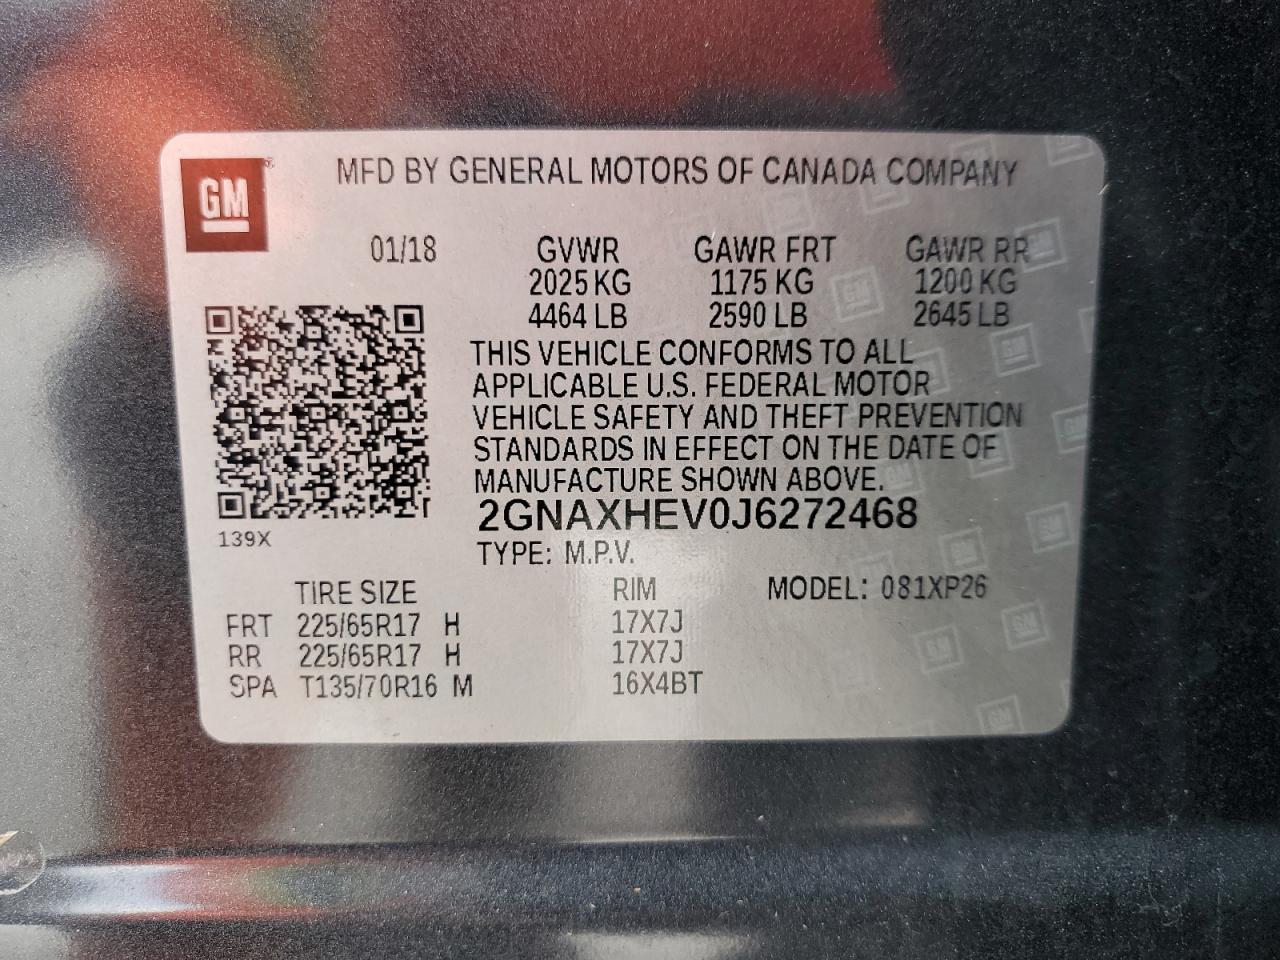 GM
MFD BY GENERAL MOTORS OF CANADA COMPANY
01/18 GVWR GAWR FRT GAWR RR
2025 KG 1175 KG 1200 KG
4464 LB 2590 LB 2645 LB
THIS VEHICLE CONFORMS TO ALL
APPLICABLE U.S. FEDERAL MOTOR
VEHICLE SAFETY AND THEFT PREVENTION
STANDARDS IN EFFECT ON THE DATE OF
MANUFACTURE SHOWN ABOVE.
2GNAXHEV0J6272468
139X
TYPE: M.P.V.
TIRE SIZE RIM MODEL: 081XP26
FRT 225/65R17 H 17X7J
RR 225/65R17 H 17X7J
SPA T135/70R16 M 16X4BT